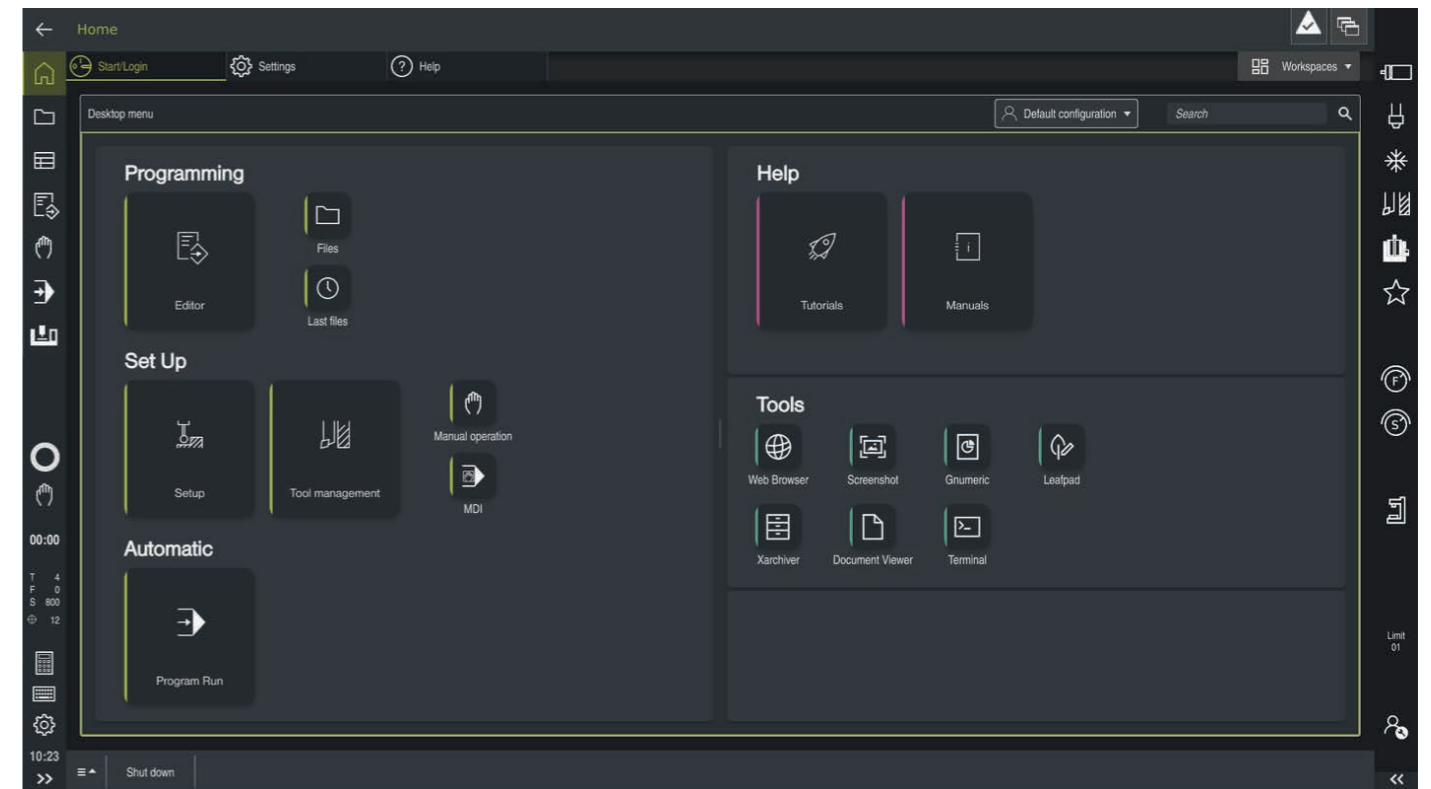 Home
Start/Login Settings Help Workspaces
Desktop menu Default configuration Search
Programming
Editor
Files
Last files
Set Up
Setup
Tool management
Manual operation
MDI
Automatic
Program Run
Help
Tutorials
Manuals
Tools
Web Browser Screenshot Gnumeric Leafpad
Xarchiver Document Viewer Terminal
00:00
T 4
F 0
S 800
12
10:23
Shut down
F
S
Limit
01